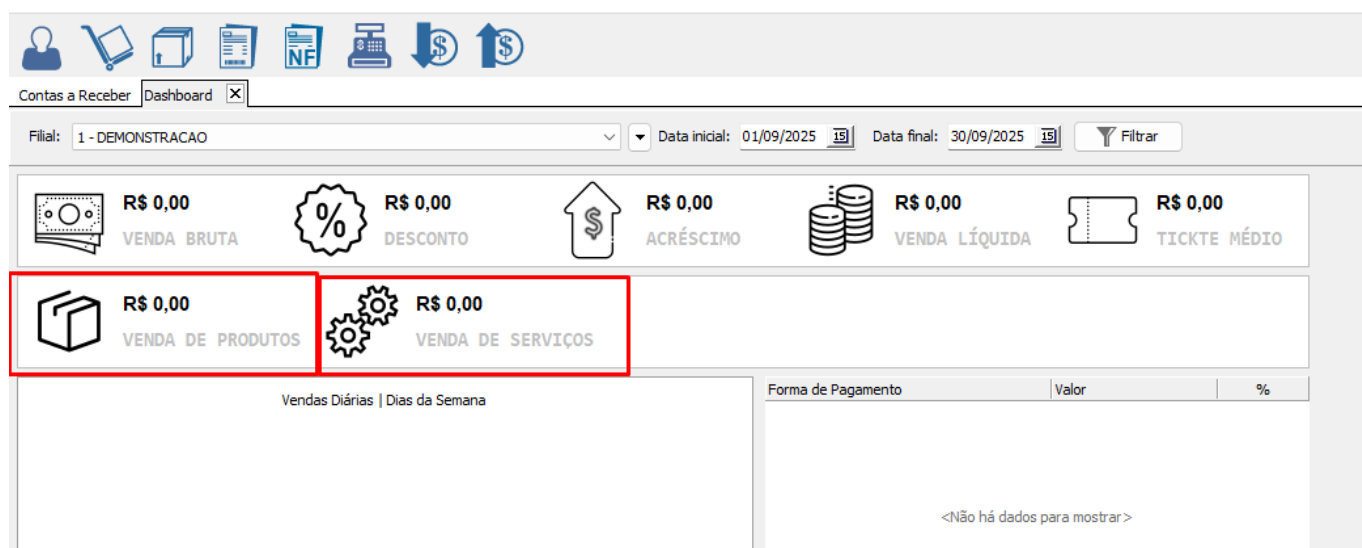 NF
Contas a Receber Dashboard X
Filial: 1 - DEMONSTRACAO Data inicial: 01/09/2025 15 Data final: 30/09/2025 15 Filtrar
R$ 0,00 R$ 0,00 R$ 0,00 R$ 0,00 R$ 0,00
VENDA BRUTA DESCONTO ACRÉSCIMO VENDA LÍQUIDA TICKTE MÉDIO
R$ 0,00 R$ 0,00
VENDA DE PRODUTOS VENDA DE SERVIÇOS
Vendas Diárias | Dias da Semana
Forma de Pagamento Valor %
<Não há dados para mostrar>